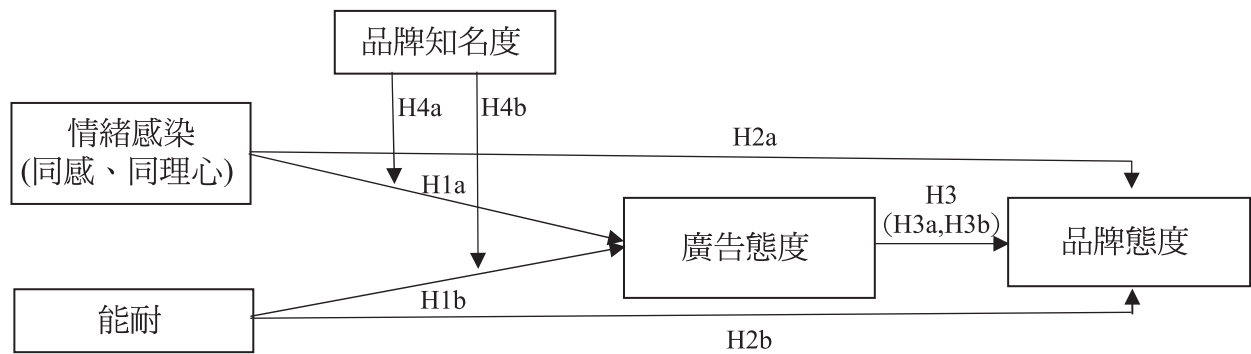 品牌知名度
H4a
H4b
情緒感染
(同感、同理心)
H2a
H1a
H3
(H3a,H3b)
廣告態度
品牌態度
能耐
H1b
H2b